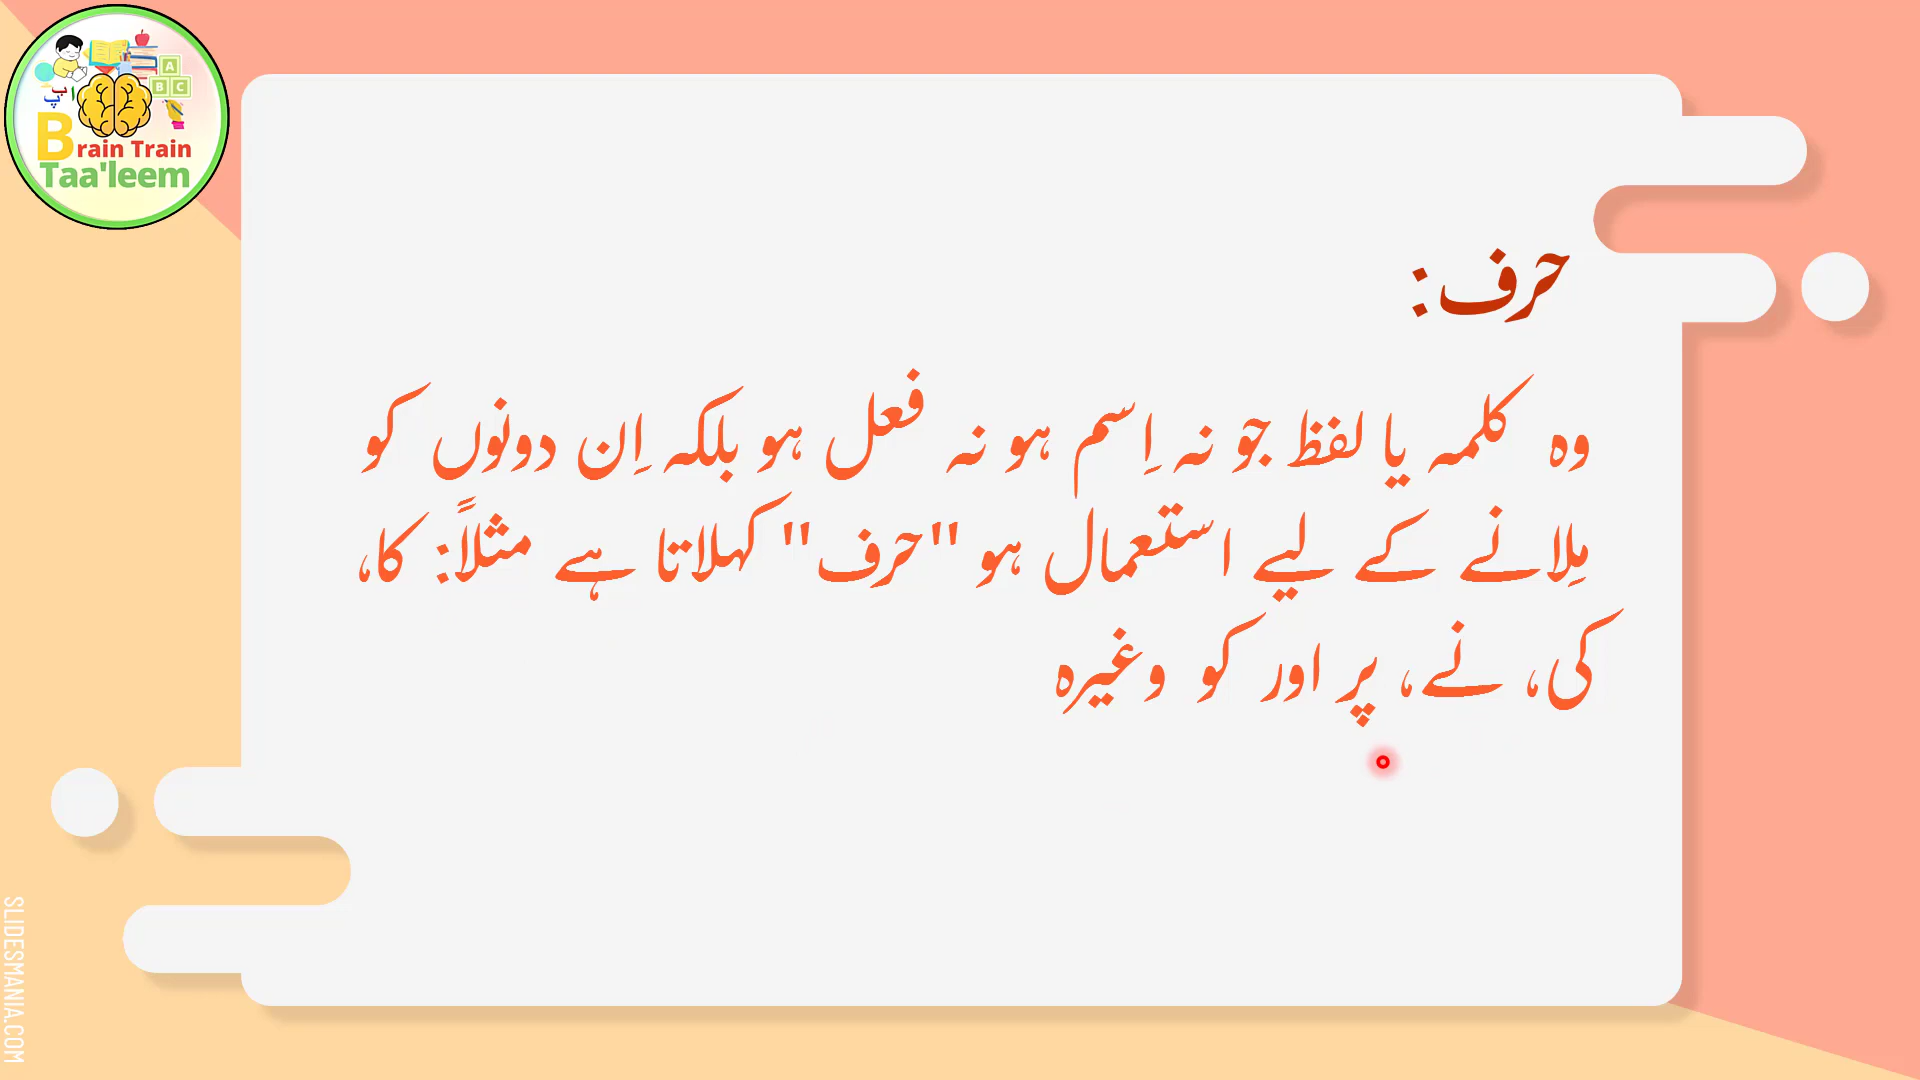 حرف:
وہ کلمہ یا لفظ جو نہ اِسم ہو نہ فعل ہو بلکہ اِن دونوں کو
مِلانے کے لیے استعمال ہو "حرف" کہلاتا ہے مثلاً: کا،
کی، نے، پر اور کو وغیرہ
ا ب پ
A
B C
Brain Train
Taa'leem
SLIDESMANIA.COM